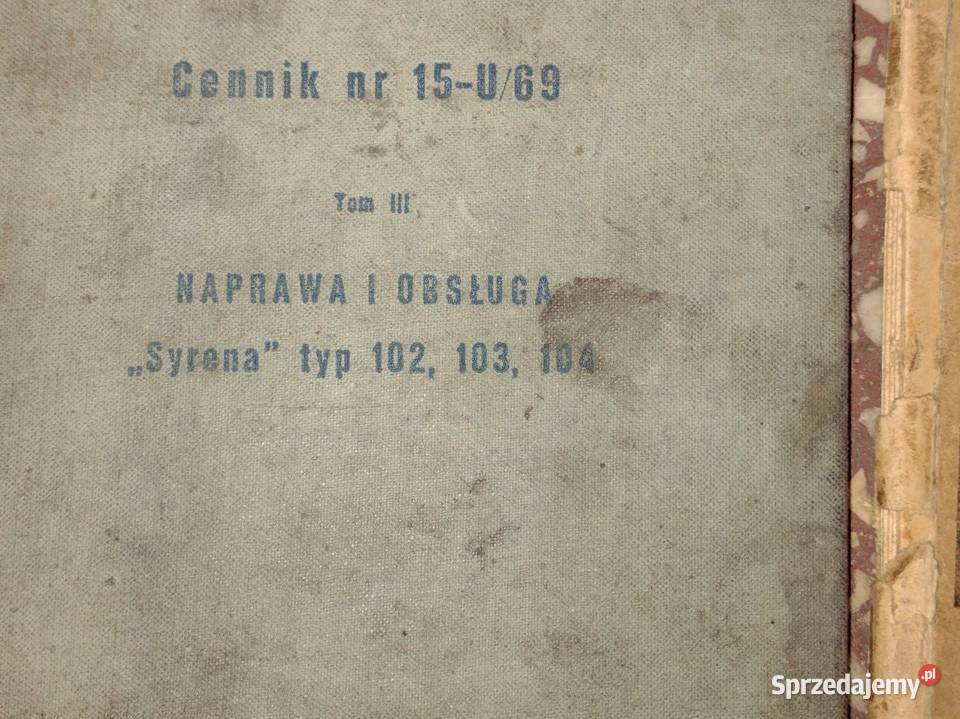 Cennik nr 15-U/69
Tom III
NAPRAWA I OBSŁUGA
„Syrena” typ 102, 103, 104
Sprzedajemy.pl